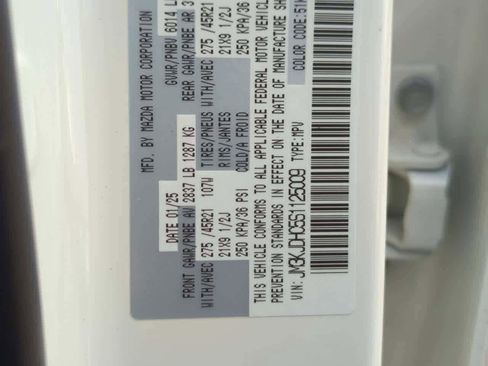 MFD. BY MAZDA MOTOR CORPORATION
DATE 01/25 GVWR/PNBV 6014 L
FRONT GAWR/PNBE AV 2837 LB 1287 KG REAR GAWR/PNBE AR 3
WITH/AVEC 275 /45R21 107W TIRES/PNEUS WITH/AVEC 275 /45R21
21X9 1/2J RIMS/JANTES 21X9 1/2J
250 KPA/36 PSI COLD/A FROID 250 KPA/36
THIS VEHICLE CONFORMS TO ALL APPLICABLE FEDERAL MOTOR VEHICLE
PREVENTION STANDARDS IN EFFECT ON THE DATE OF MANUFACTURE SH
VIN: TYPE: MPV COLOR CODE: 51K